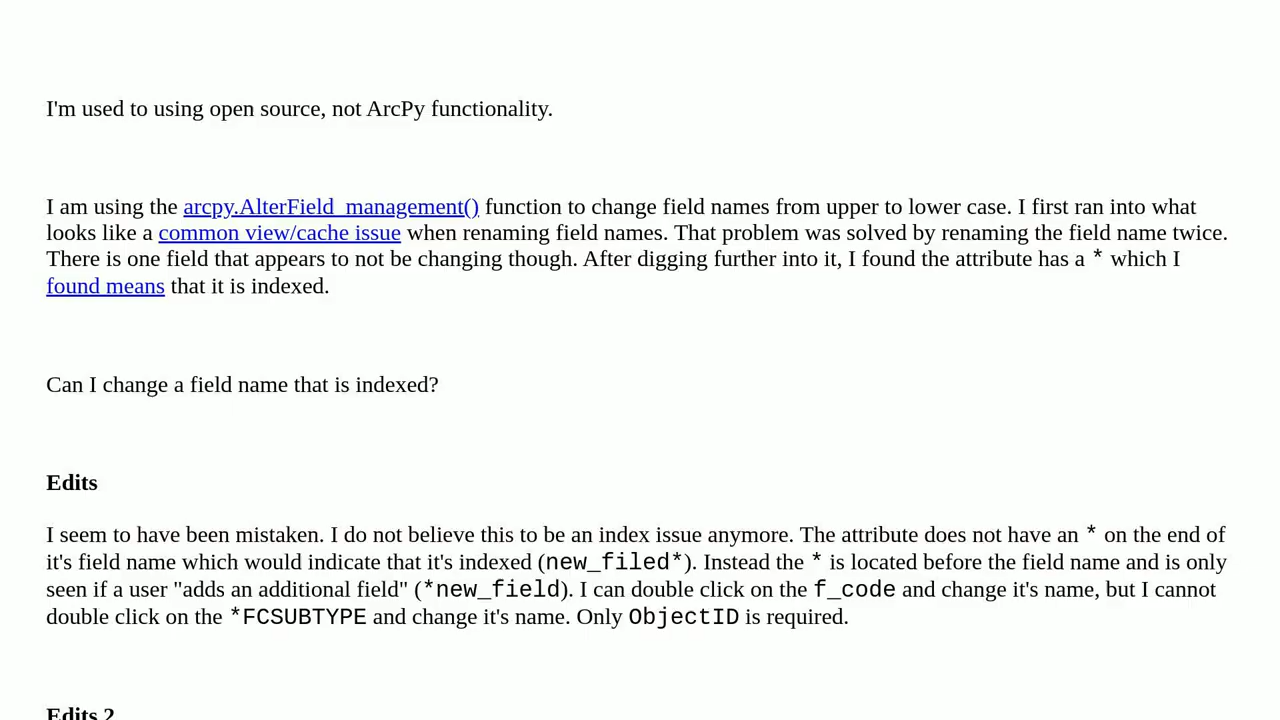 I'm used to using open source, not ArcPy functionality.
I am using the arcpy.AlterField_management() function to change field names from upper to lower case. I first ran into what
looks like a common view/cache issue when renaming field names. That problem was solved by renaming the field name twice.
There is one field that appears to not be changing though. After digging further into it, I found the attribute has a * which I
found means that it is indexed.
Can I change a field name that is indexed?
Edits
I seem to have been mistaken. I do not believe this to be an index issue anymore. The attribute does not have an * on the end of
it's field name which would indicate that it's indexed (new_filed*). Instead the * is located before the field name and is only
seen if a user "adds an additional field" (*new_field). I can double click on the f_code and change it's name, but I cannot
double click on the *FCSUBTYPE and change it's name. Only ObjectID is required.
Edits 2